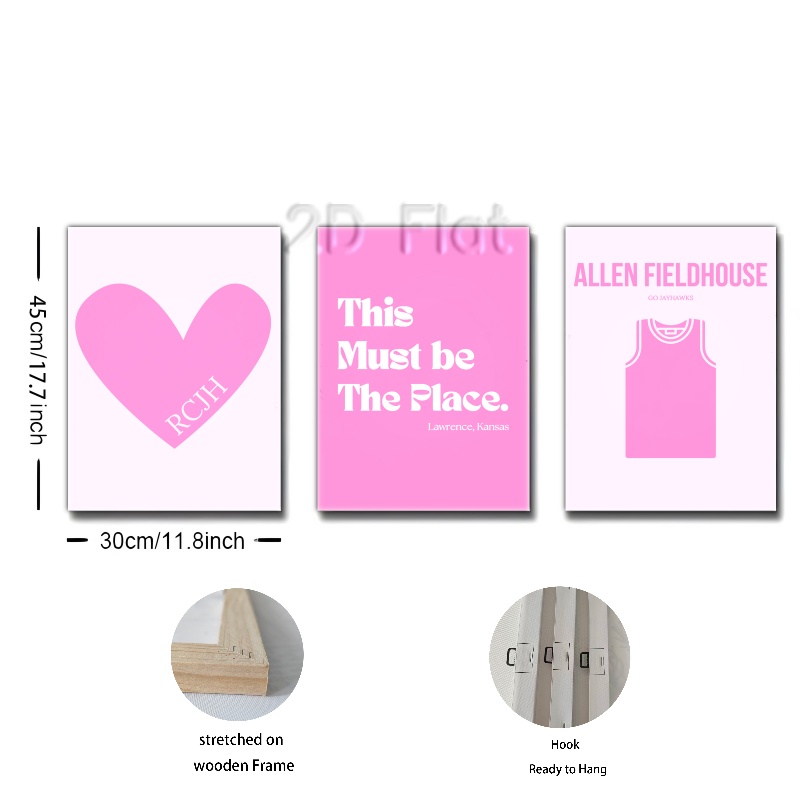 2D Flat
45cm/17.7inch
RCJH
This
Must be
The Place.
Lawrence, Kansas
ALLEN FIELDHOUSE
GO JAYHAWKS
30cm/11.8inch
stretched on
wooden Frame
Hook
Ready to Hang